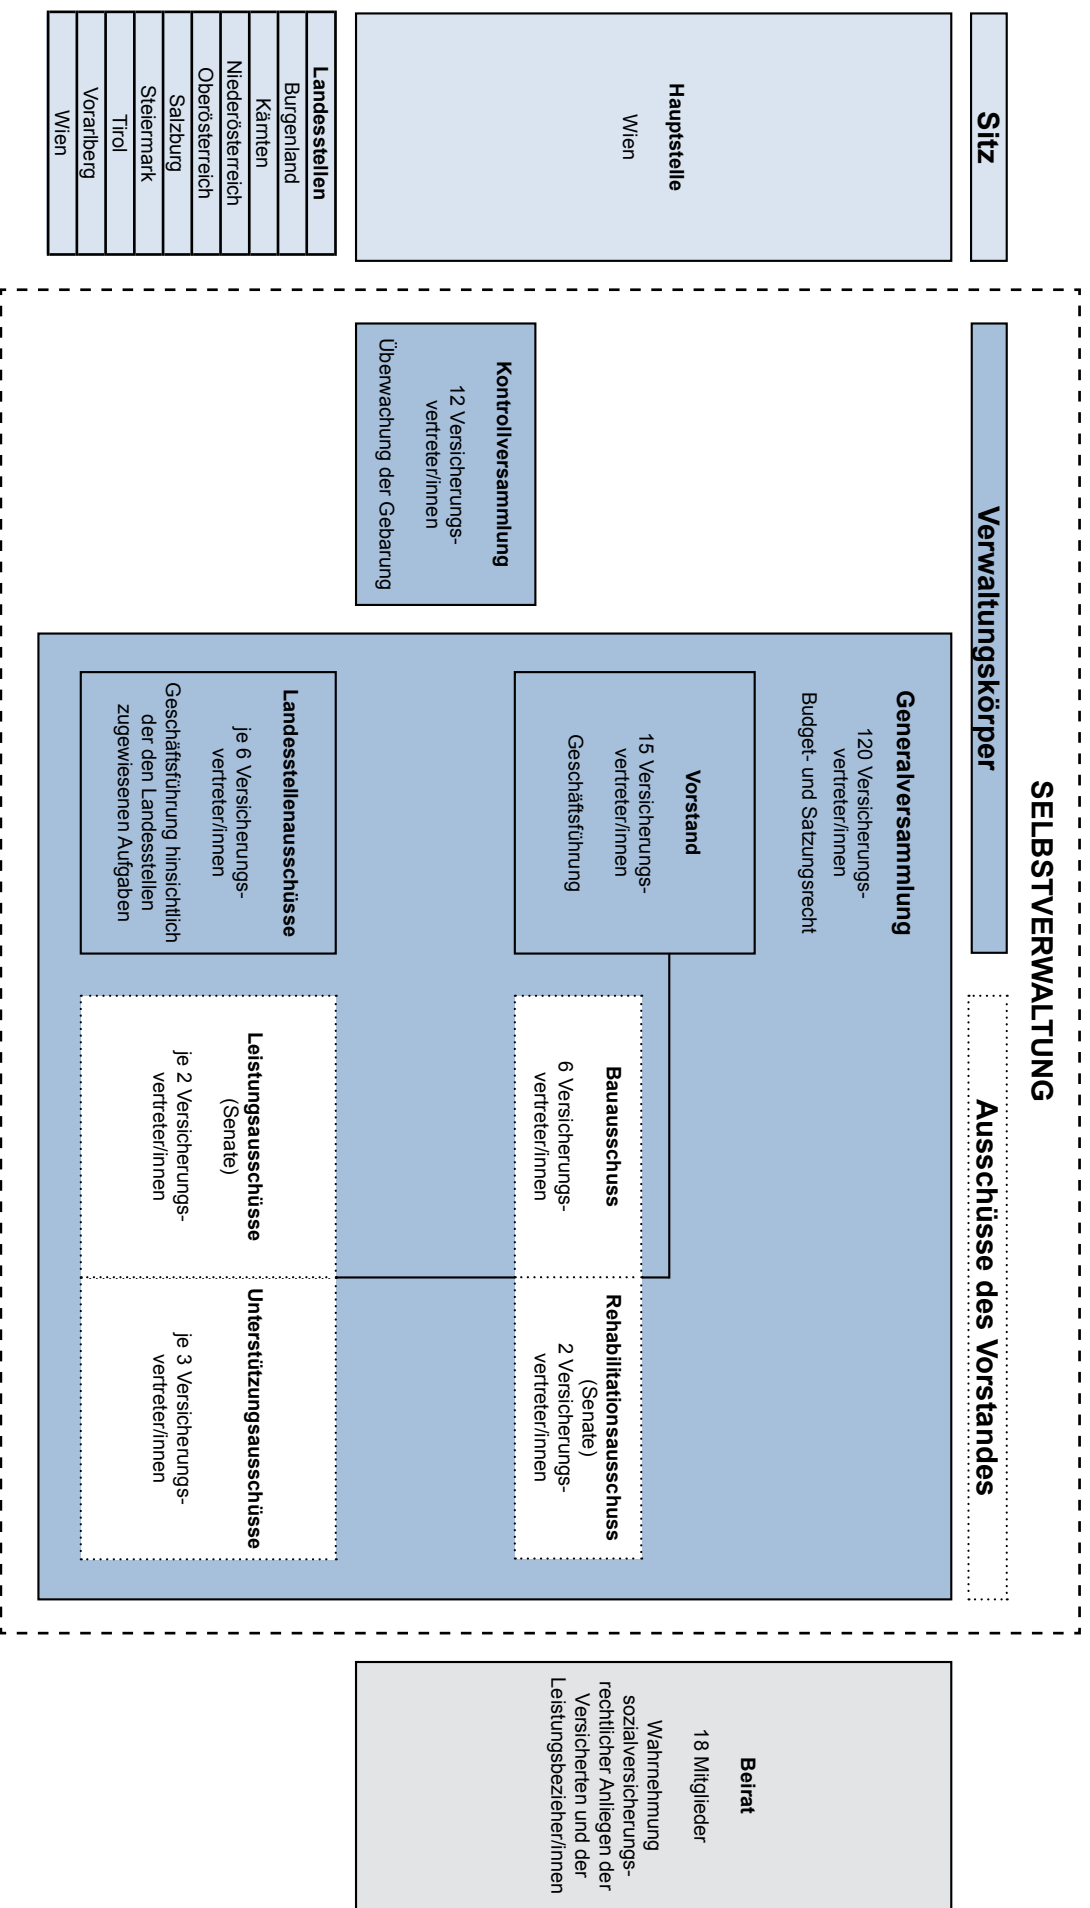 SELBSTVERWALTUNG
Sitz
Verwaltungskörper
Ausschüsse des Vorstandes
Hauptstelle
Wien
Landesstellen
Burgenland
Kärnten
Niederösterreich
Oberösterreich
Salzburg
Steiermark
Tirol
Vorarlberg
Wien
Kontrollversammlung
12 Versicherungs-
vertreter/innen
Überwachung der Gebarung
Generalversammlung
120 Versicherungs-
vertreter/innen
Budget- und Satzungsrecht
Vorstand
15 Versicherungs-
vertreter/innen
Geschäftsführung
Landesstellenausschüsse
je 6 Versicherungs-
vertreter/innen
Geschäftsführung hinsichtlich
der den Landesstellen
zugewiesenen Aufgaben
Bauausschuss
6 Versicherungs-
vertreter/innen
Rehabilitationsausschuss
(Senate)
2 Versicherungs-
vertreter/innen
Leistungsausschüsse
(Senate)
je 2 Versicherungs-
vertreter/innen
Unterstützungsausschüsse
je 3 Versicherungs-
vertreter/innen
Beirat
18 Mitglieder
Wahrnehmung
sozialversicherungs-
rechtlicher Anliegen der
Versicherten und der
Leistungsbezieher/innen